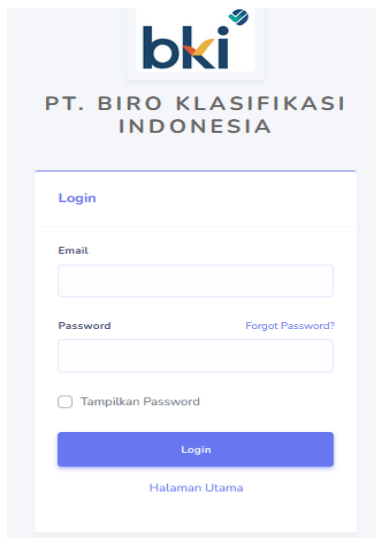 bki
PT. BIRO KLASIFIKASI
INDONESIA
Login
Email
Password Forgot Password?
Tampilkan Password
Login
Halaman Utama